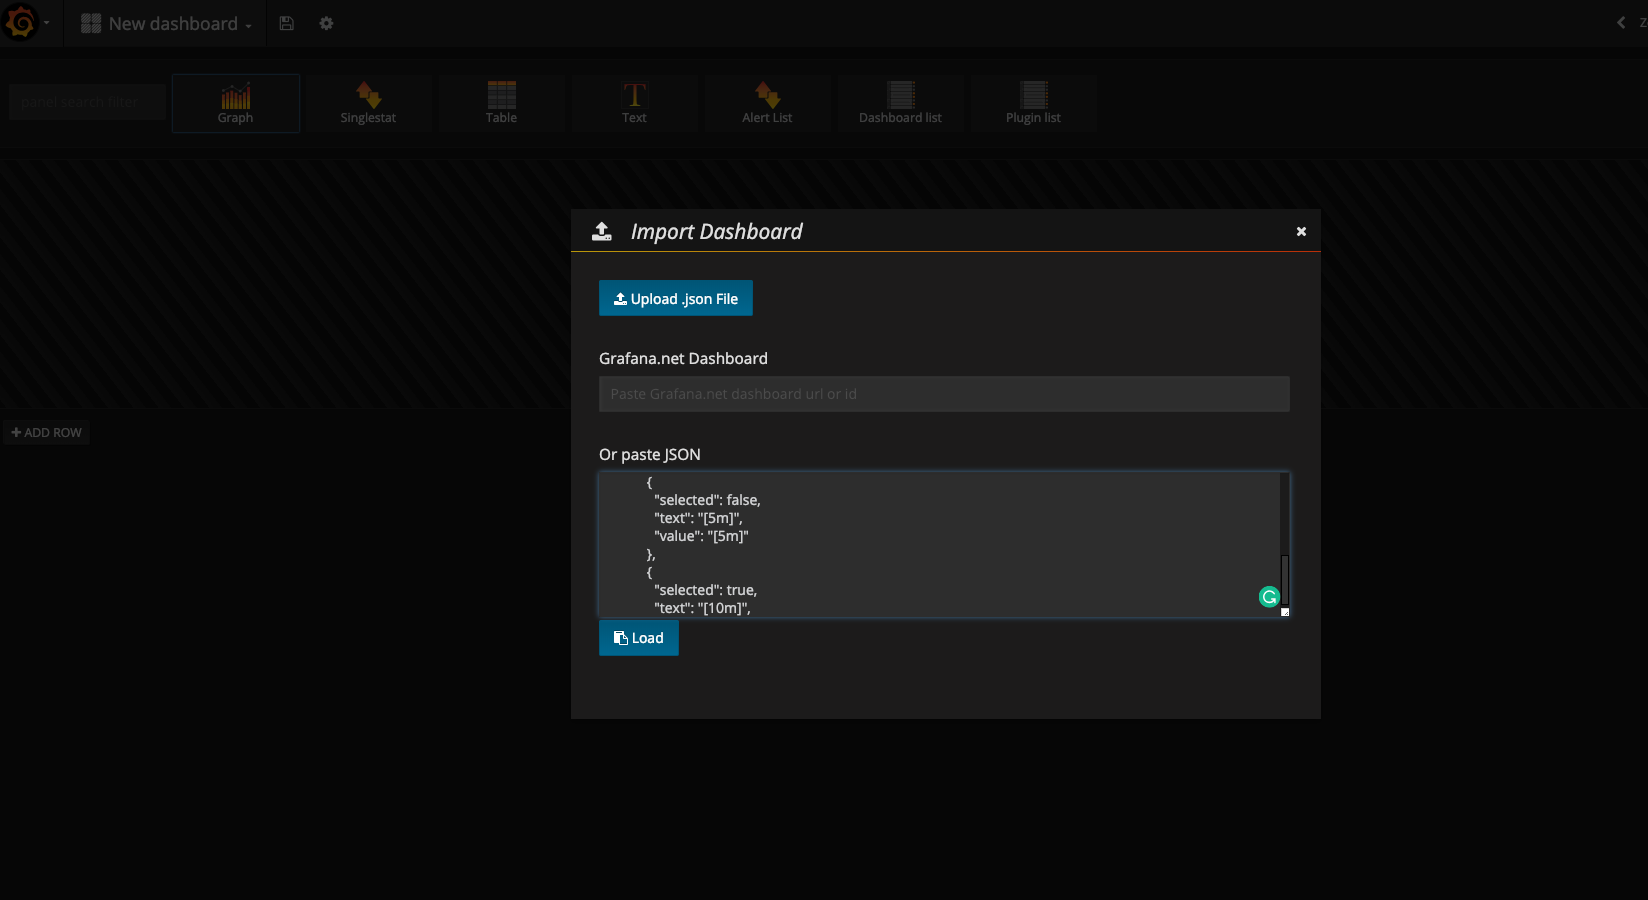 New dashboard
Z
panel search filter
Graph
Singlestat
Table
Text
Alert List
Dashboard list
Plugin list
Import Dashboard
Upload .json File
Grafana.net Dashboard
Paste Grafana.net dashboard url or id
+ ADD ROW
Or paste JSON
{
"selected": false,
"text": "[5m]",
"value": "[5m]"
},
{
"selected": true,
"text": "[10m]",
Load